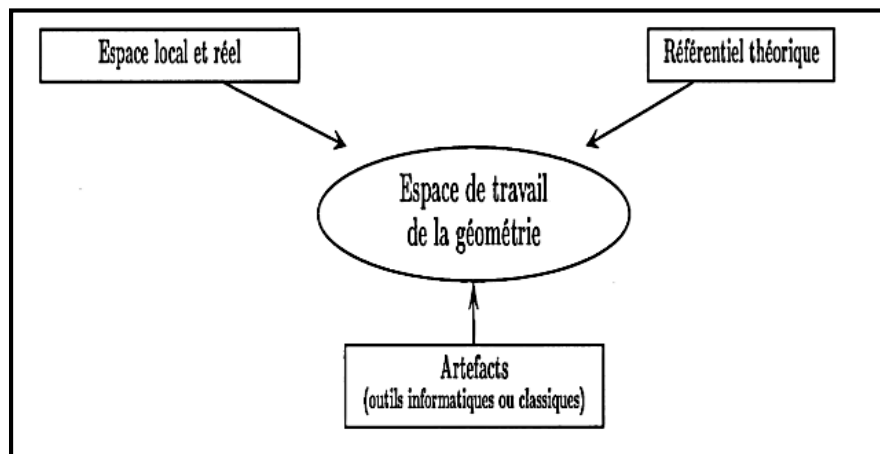 Espace local et réel
Référentiel théorique
Espace de travail
de la géométrie
Artefacts
(outils informatiques ou classiques)